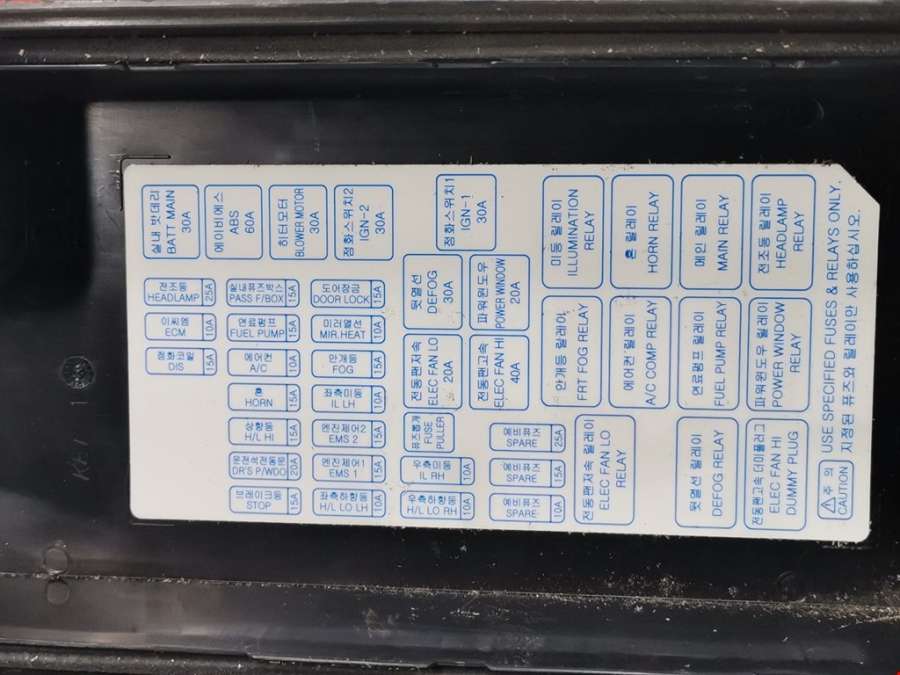 실내 밧데리
BATT MAIN
30A
에이비에스
ABS
60A
히터모터
BLOWER MOTOR
30A
점화스위치2
IGN-2
30A
점화스위치1
IGN-1
30A
미등 릴레이
ILLUMINATION
RELAY
혼 릴레이
HORN RELAY
메인 릴레이
MAIN RELAY
전조등 릴레이
HEADLAMP
RELAY
전조등
HEADLAMP
25A
실내퓨즈박스
PASS F/BOX
15A
도어잠김
DOOR LOCK
15A
뒷열선
DEFOG
30A
파워윈도우
POWER WINDOW
20A
이씨엠
ECM
10A
연료펌프
FUEL PUMP
15A
미러열선
MIR.HEAT
10A
점화코일
DIS
15A
에어컨
A/C
10A
안개등
FOG
15A
전동팬저속
ELEC FAN LO
20A
전동팬고속
ELEC FAN HI
40A
안개등 릴레이
FRT FOG RELAY
에어컨 릴레이
A/C COMP RELAY
연료펌프 릴레이
FUEL PUMP RELAY
파워윈도우 릴레이
POWER WINDOW
RELAY
혼
HORN
15A
좌측미등
IL LH
10A
상향등
H/L HI
15A
엔진제어2
EMS 2
15A
퓨즈뽑게
FUSE
PULLER
예비퓨즈
SPARE
25A
운전석전동문
DR'S P/WDO
20A
엔진제어1
EMS 1
15A
우측미등
IL RH
10A
예비퓨즈
SPARE
15A
브레이크등
STOP
15A
좌측하향등
H/L LO LH
10A
우측하향등
H/L LO RH
10A
예비퓨즈
SPARE
10A
전동팬저속 릴레이
ELEC FAN LO
RELAY
뒷열선 릴레이
DEFOG RELAY
전동팬고속 더미플러그
ELEC FAN HI
DUMMY PLUG
주 의
CAUTION
USE SPECIFIED FUSES & RELAYS ONLY.
지정된 퓨즈와 릴레이만 사용하십시오.